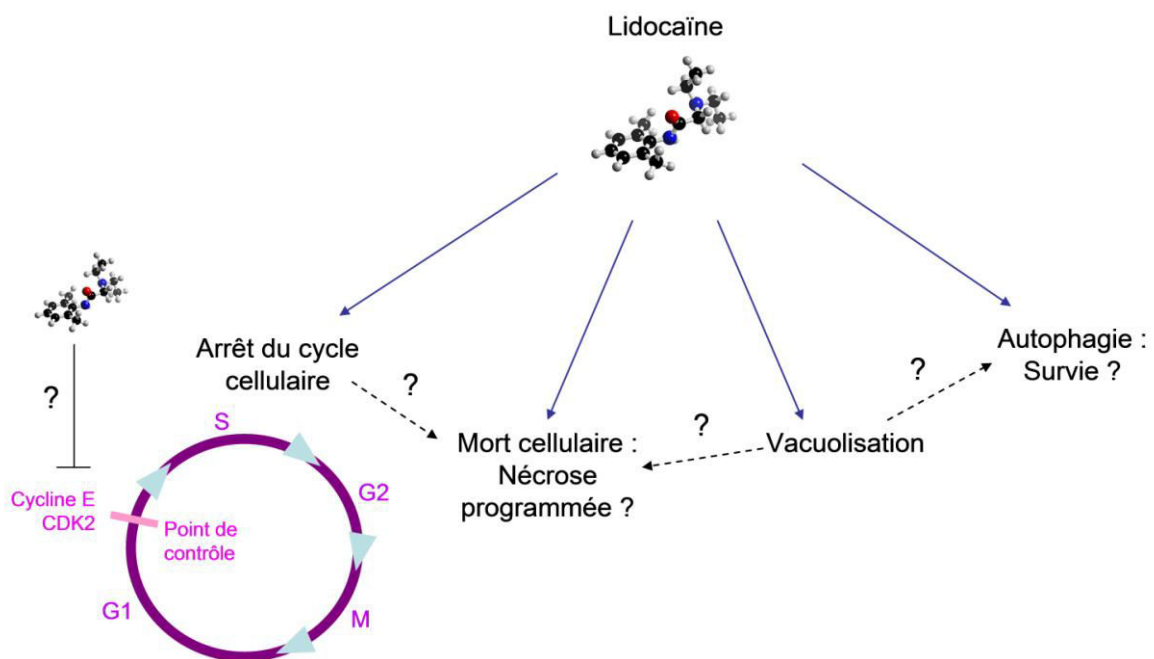 Lidocaïne
Arrêt du cycle
cellulaire
?
Mort cellulaire :
Nécrose
programmée ?
?
Vacuolisation
?
Autophagie :
Survie ?
?
Cycline E
CDK2
Point de
contrôle
S
G2
M
G1